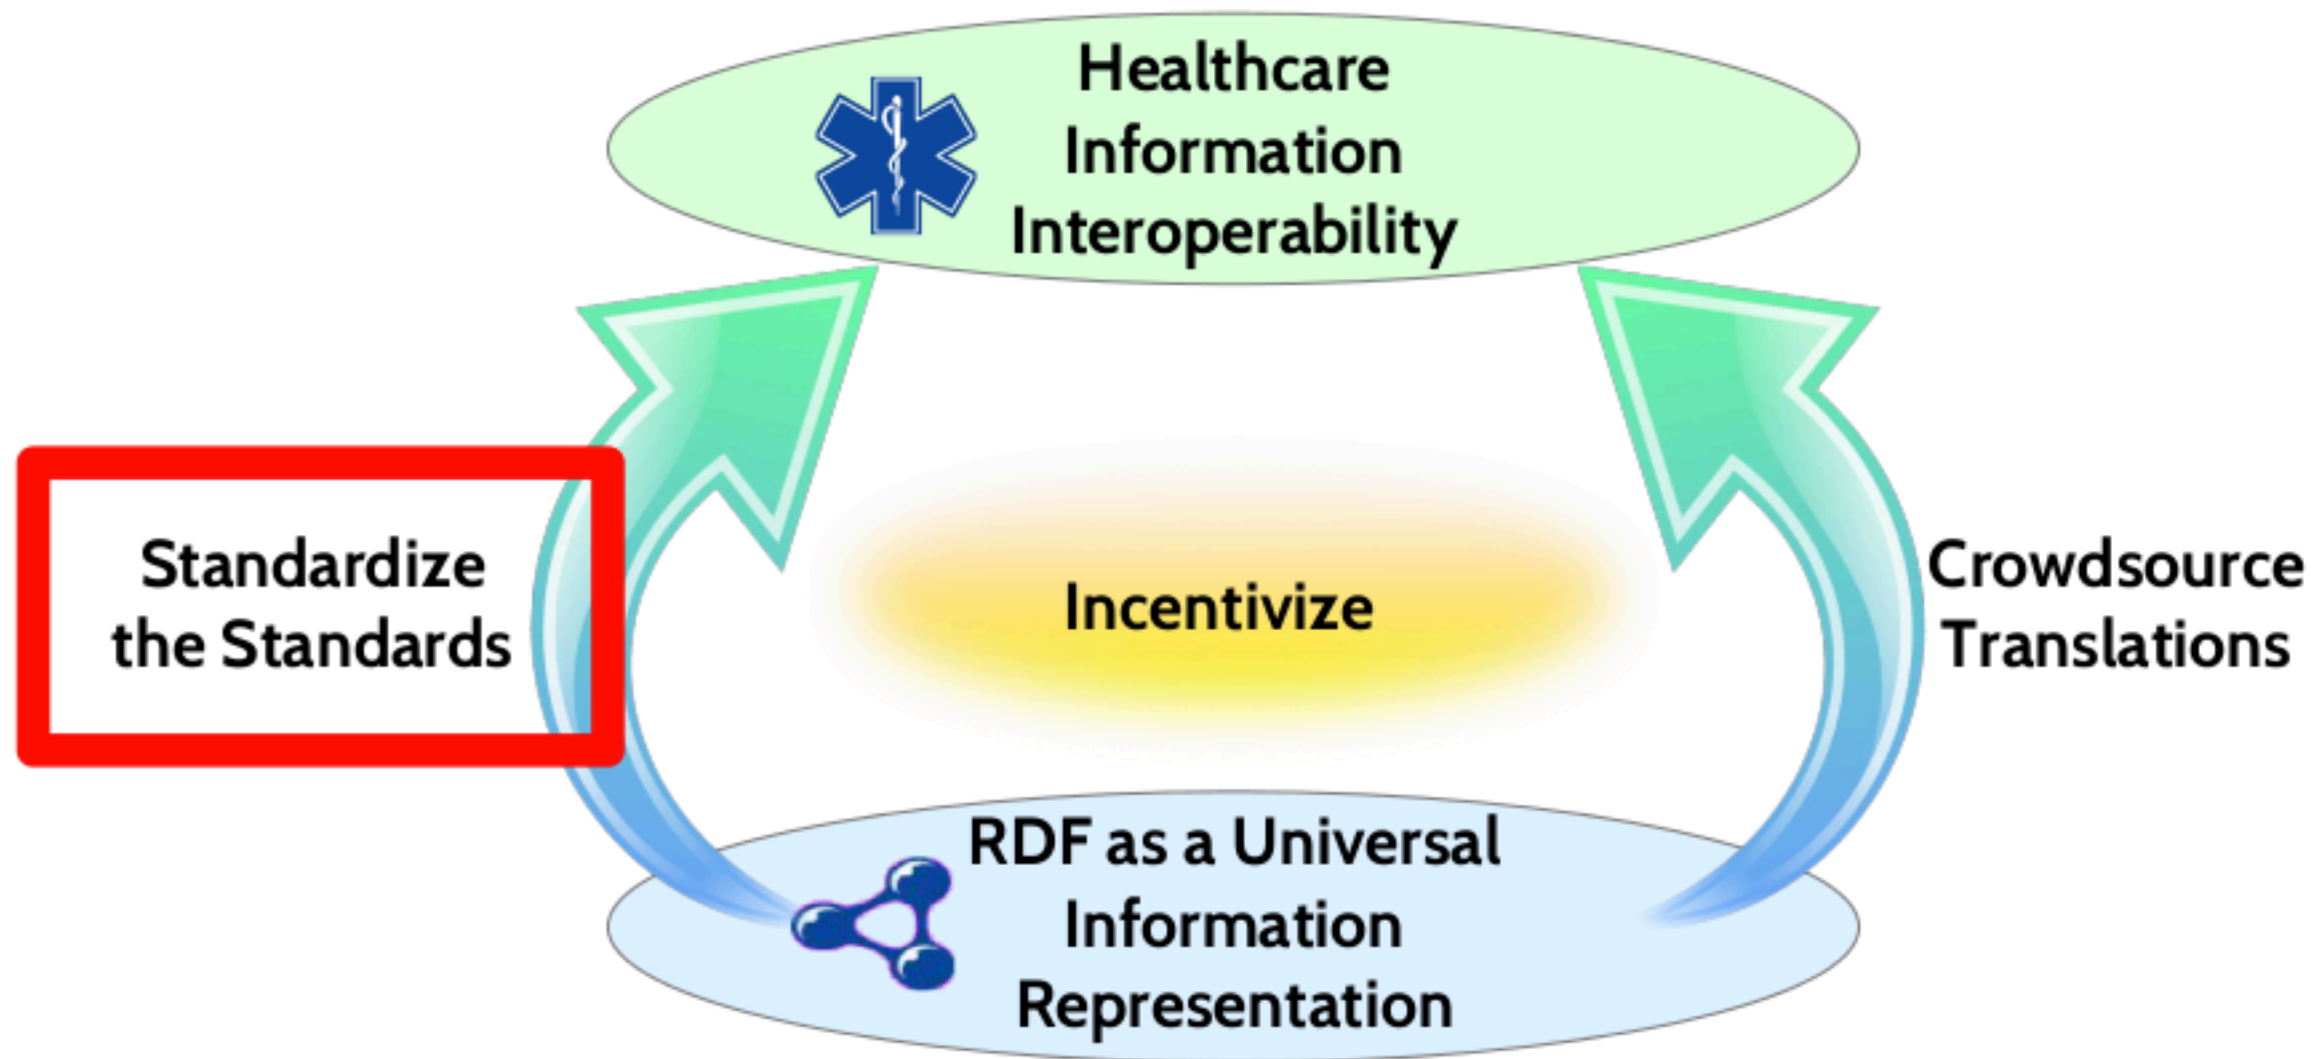 Healthcare
Information
Interoperability
Standardize
the Standards
Incentivize
Crowdsource
Translations
RDF as a Universal
Information
Representation